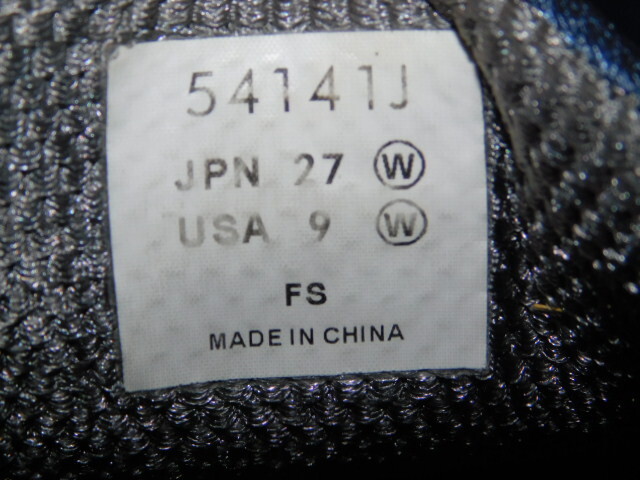 54141J
JPN 27 Ⓦ
USA 9 Ⓦ
FS
MADE IN CHINA